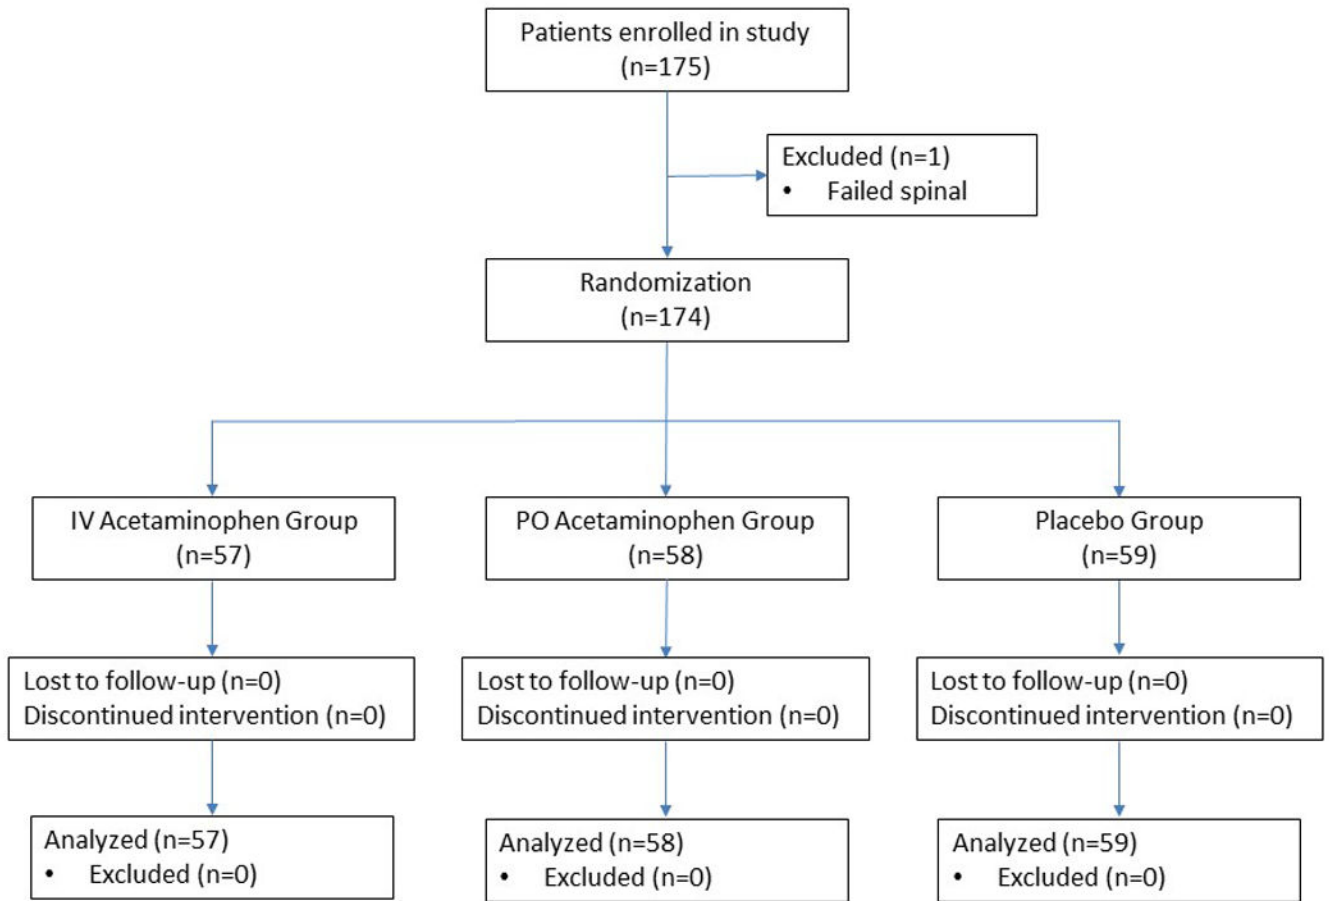 Patients enrolled in study
(n=175)
Excluded (n=1)
• Failed spinal
Randomization
(n=174)
IV Acetaminophen Group
(n=57)
PO Acetaminophen Group
(n=58)
Placebo Group
(n=59)
Lost to follow-up (n=0)
Discontinued intervention (n=0)
Lost to follow-up (n=0)
Discontinued intervention (n=0)
Lost to follow-up (n=0)
Discontinued intervention (n=0)
Analyzed (n=57)
• Excluded (n=0)
Analyzed (n=58)
• Excluded (n=0)
Analyzed (n=59)
• Excluded (n=0)